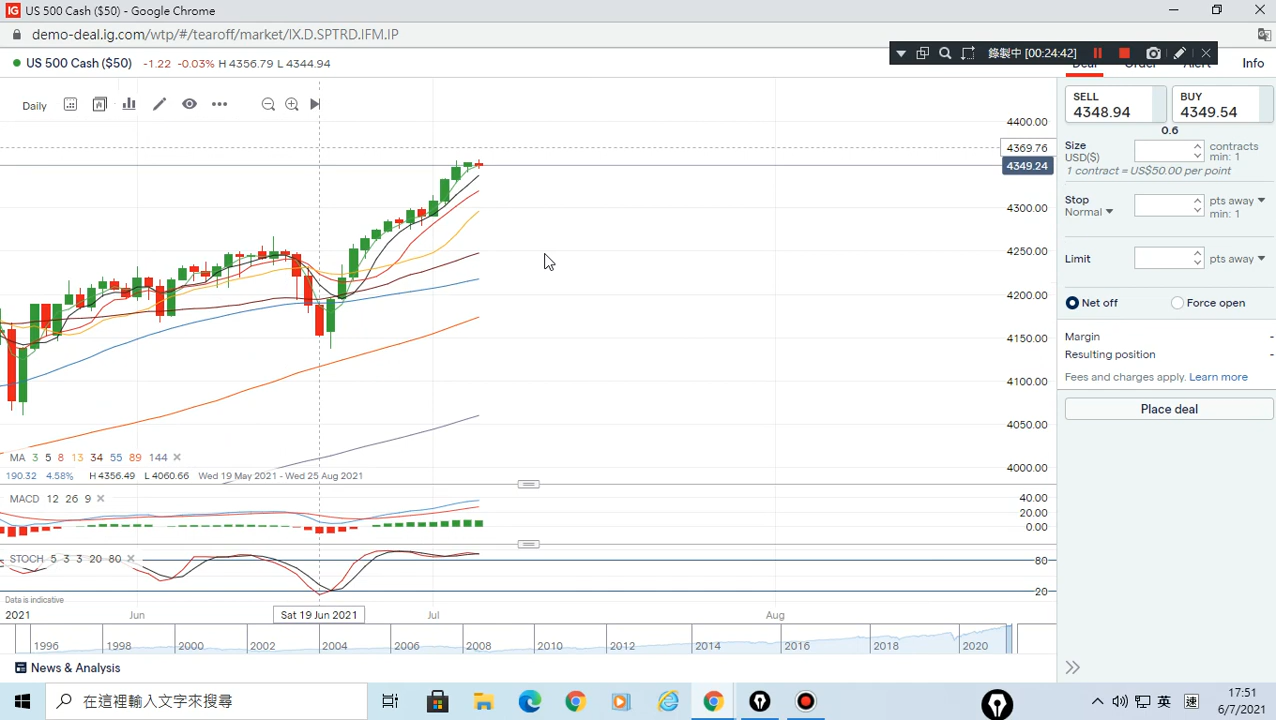 IG US 500 Cash ($50) - Google Chrome
demo-deal.ig.com/wtp/#/tearoff/market/IX.D.SPTRD.IFM.IP
錄製中 [00:24:42]
US 500 Cash ($50) -1.22 -0.03% H 4356.79 L 4344.94
Deal Order Alert Info
Daily
SELL
4348.94
BUY
4349.54
0.6
Size
USD($)
contracts
min: 1
1 contract = US$50.00 per point
Stop
Normal
pts away
min: 1
Limit
pts away
Net off
Force open
Margin -
Resulting position -
Fees and charges apply. Learn more
Place deal
4400.00
4369.76
4349.24
4300.00
4250.00
4200.00
4150.00
4100.00
4050.00
4000.00
MA 3 5 8 13 34 55 89 144
190.32 4.58% H 4356.49 L 4060.66 Wed 19 May 2021 - Wed 25 Aug 2021
MACD 12 26 9
40.00
20.00
0.00
STOCH 5 3 3 20 80
80
20
Data is indicative
2021 Jun Sat 19 Jun 2021 Jul Aug
1996 1998 2000 2002 2004 2006 2008 2010 2012 2014 2016 2018 2020
News & Analysis
在這裡輸入文字來搜尋
英
17:51
6/7/2021